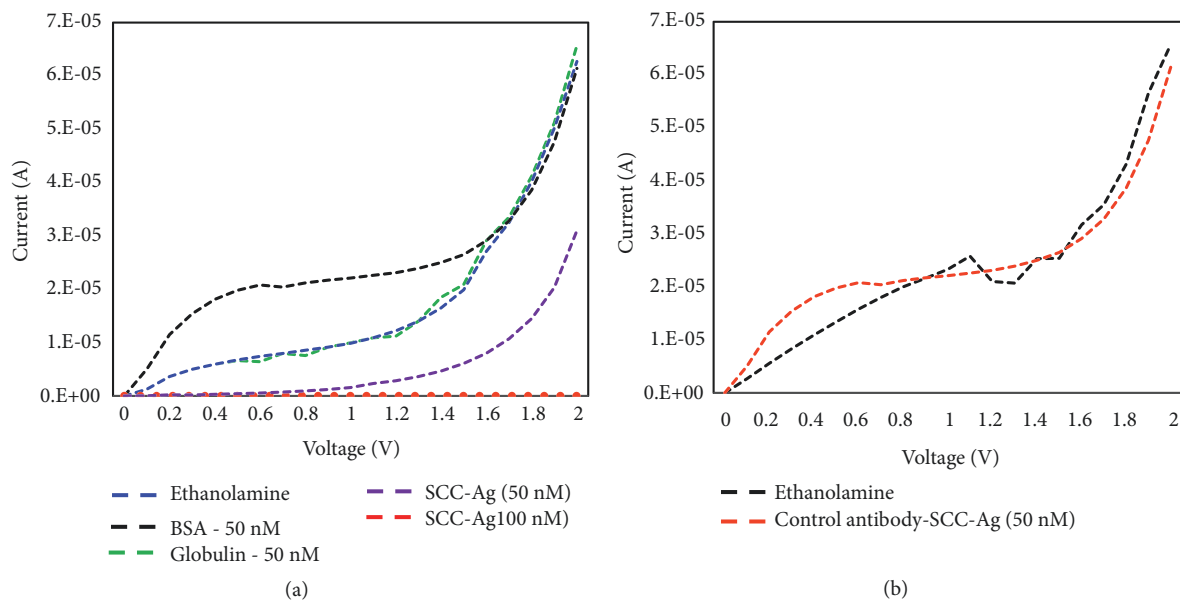 7.E-05
6.E-05
5.E-05
4.E-05
3.E-05
2.E-05
1.E-05
0.E+00
Current (A)
0 0.2 0.4 0.6 0.8 1 1.2 1.4 1.6 1.8 2
Voltage (V)
Ethanolamine
BSA - 50 nM
Globulin - 50 nM
SCC-Ag (50 nM)
SCC-Ag100 nM)
(a)
7.E-05
6.E-05
5.E-05
4.E-05
3.E-05
2.E-05
1.E-05
0.E+00
Current (A)
0 0.2 0.4 0.6 0.8 1 1.2 1.4 1.6 1.8 2
Voltage (V)
Ethanolamine
Control antibody-SCC-Ag (50 nM)
(b)